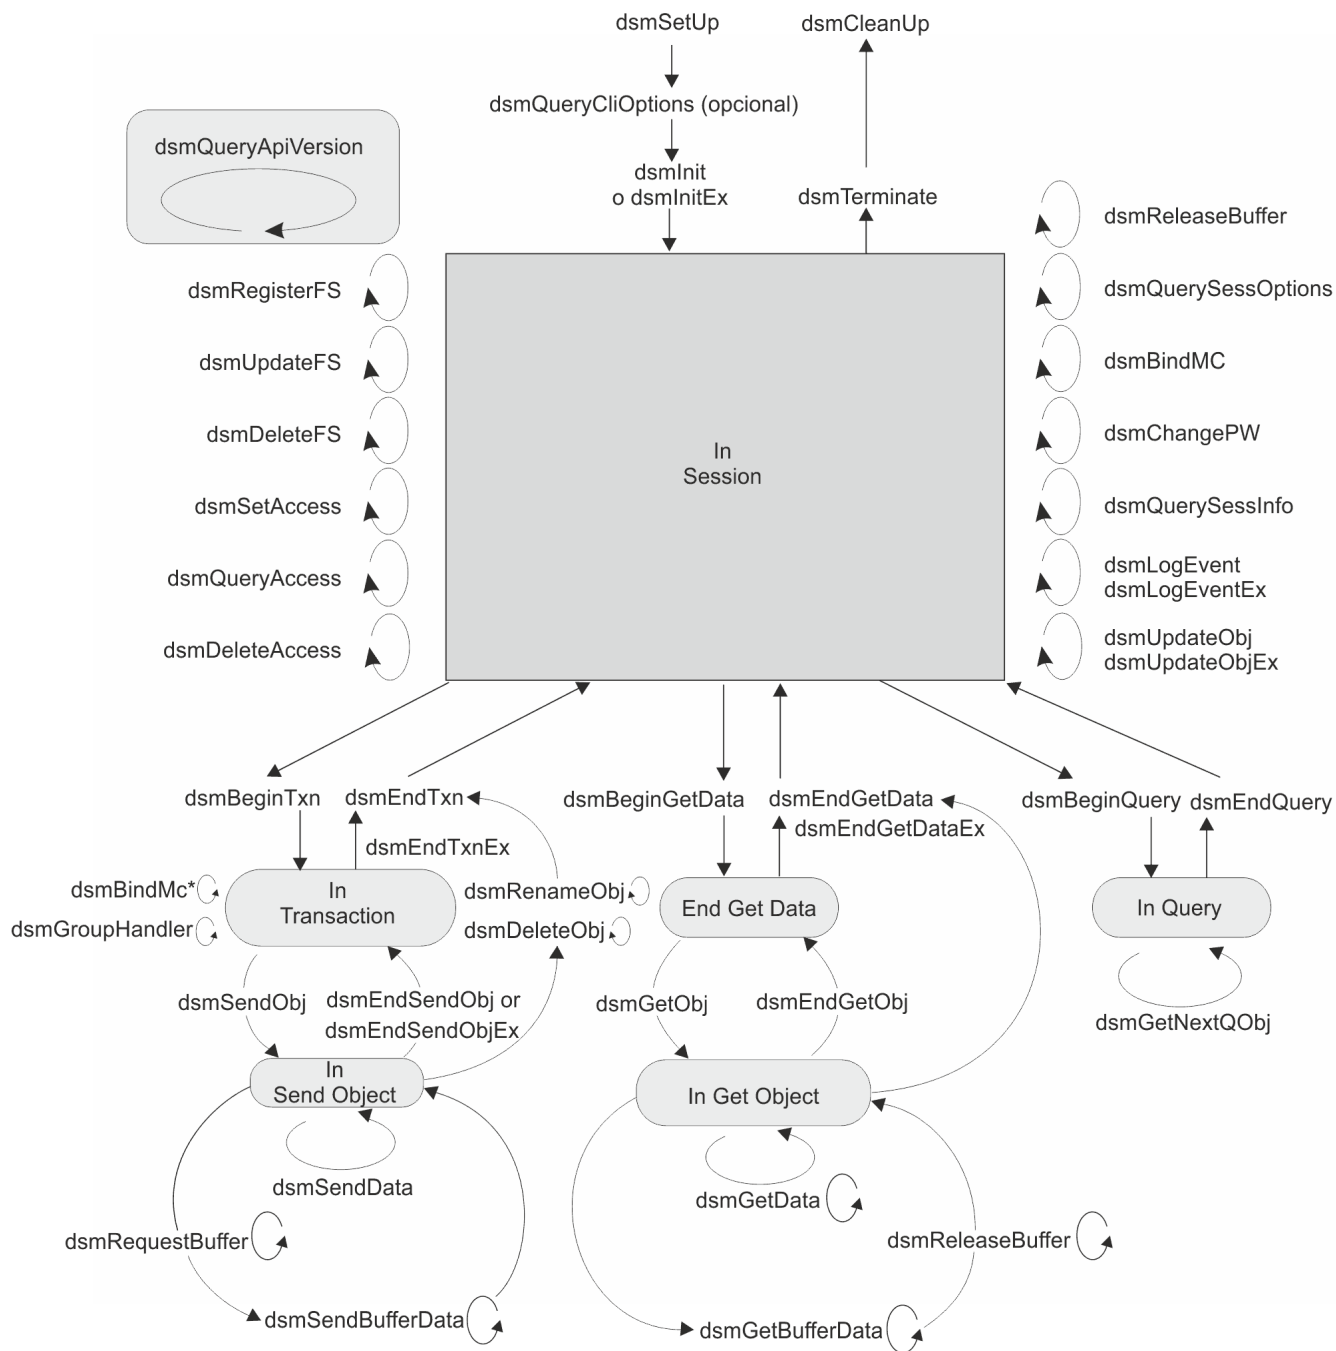 dsmSetUp
dsmCleanUp
dsmQueryCliOptions (opcional)
dsmQueryApiVersion
dsmInit
o dsmInitEx
dsmTerminate
dsmReleaseBuffer
dsmRegisterFS
dsmQuerySessOptions
dsmUpdateFS
dsmBindMC
dsmDeleteFS
dsmChangePW
In
Session
dsmSetAccess
dsmQuerySessInfo
dsmQueryAccess
dsmLogEvent
dsmLogEventEx
dsmDeleteAccess
dsmUpdateObj
dsmUpdateObjEx
dsmBeginTxn
dsmEndTxn
dsmBeginGetData
dsmEndGetData
dsmBeginQuery
dsmEndQuery
dsmEndTxnEx
dsmEndGetDataEx
dsmBindMc*
In
Transaction
dsmRenameObj
End Get Data
In Query
dsmGroupHandler
dsmDeleteObj
dsmSendObj
dsmEndSendObj or
dsmEndSendObjEx
dsmGetObj
dsmEndGetObj
dsmGetNextQObj
In
Send Object
In Get Object
dsmSendData
dsmGetData
dsmRequestBuffer
dsmReleaseBuffer
dsmSendBufferData
dsmGetBufferData